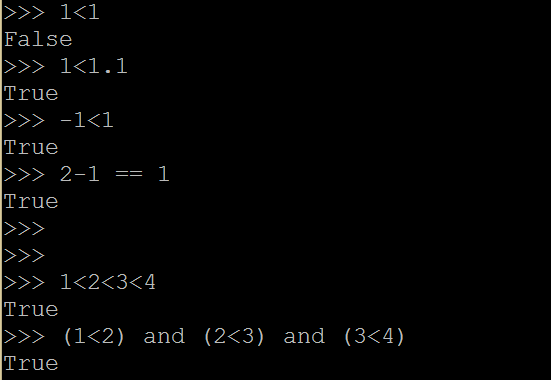 >>> 1<1
False
>>> 1<1.1
True
>>> -1<1
True
>>> 2-1 == 1
True
>>>
>>>
>>> 1<2<3<4
True
>>> (1<2) and (2<3) and (3<4)
True